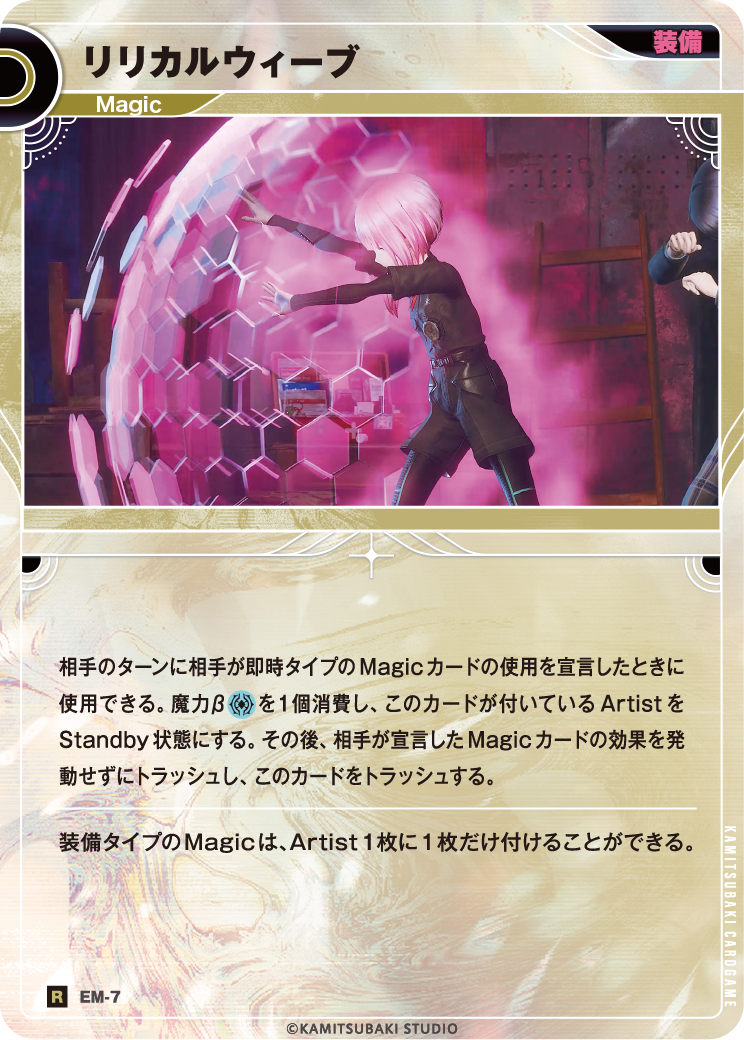 リリカルウィーブ
装備
Magic
相手のターンに相手が即時タイプのMagicカードの使用を宣言したときに
使用できる。魔力βを1個消費し、このカードが付いているArtistを
Standby状態にする。その後、相手が宣言したMagicカードの効果を発
動せずにトラッシュし、このカードをトラッシュする。
装備タイプのMagicは、Artist1枚に1枚だけ付けることができる。
KAMITSUBAKI CARDGAME
R EM-7
©KAMITSUBAKI STUDIO